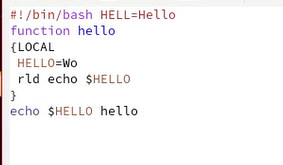 #!/bin/bash HELL=Hello
function hello
{LOCAL
HELLO=Wo
rld echo $HELLO
}
echo $HELLO hello